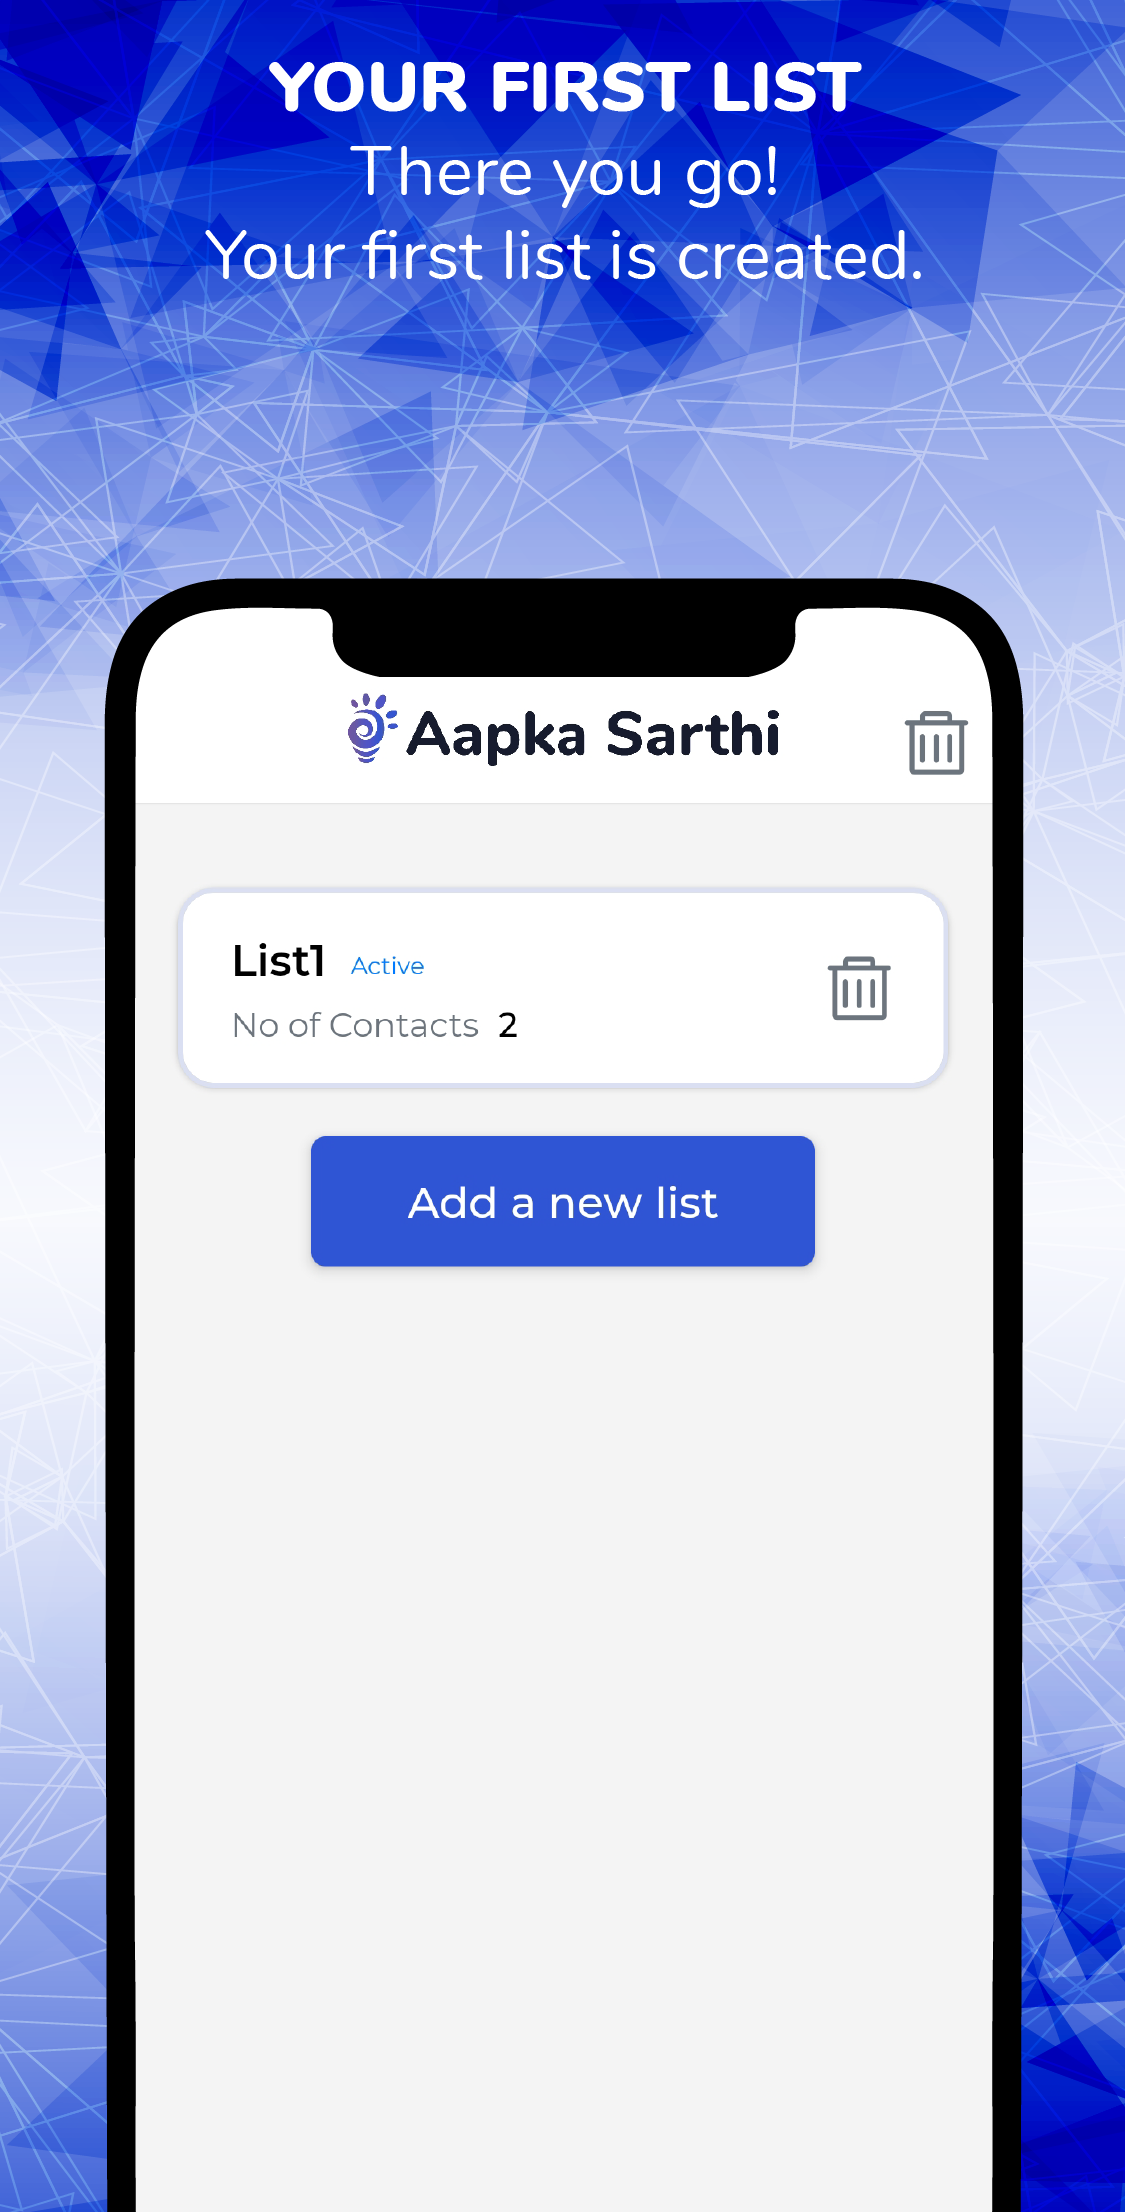 YOUR FIRST LIST
There you go!
Your first list is created.
Aapka Sarthi
List1 Active
No of Contacts 2
Add a new list